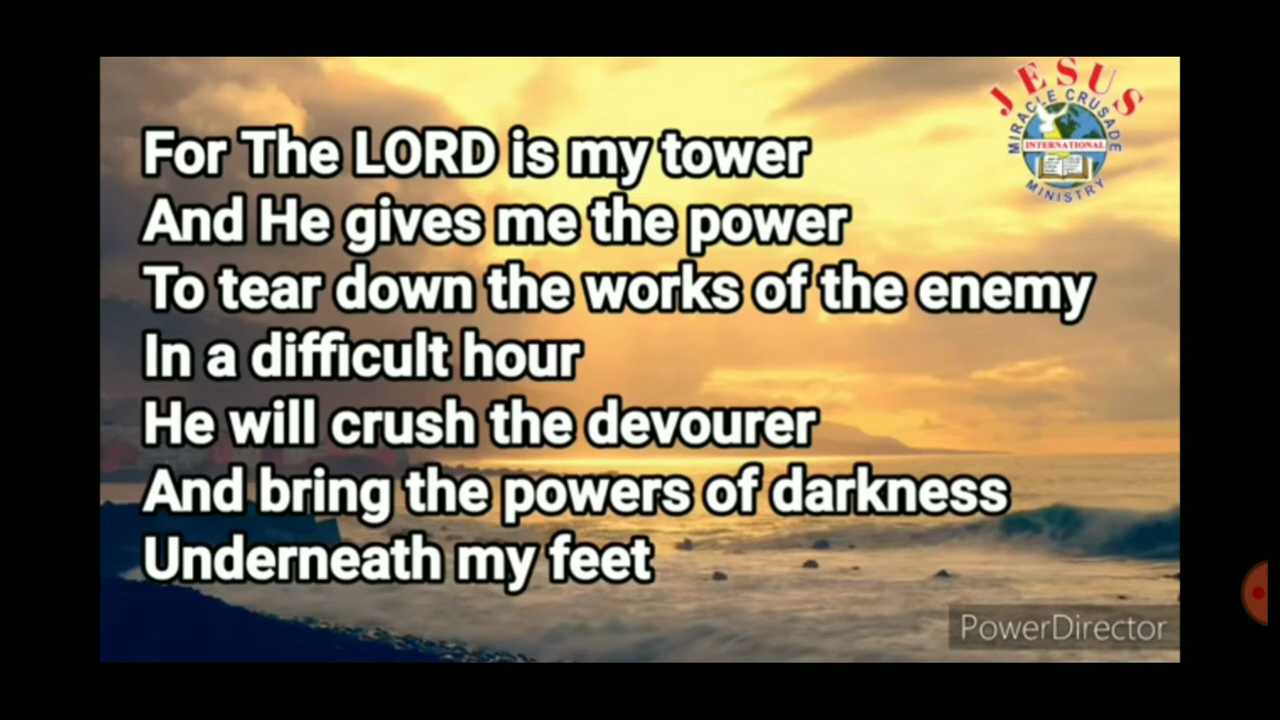 For The LORD is my tower
And He gives me the power
To tear down the works of the enemy
In a difficult hour
He will crush the devourer
And bring the powers of darkness
Underneath my feet
JESUS
MIRACLE CRUSADE
INTERNATIONAL
MINISTRY
PowerDirector